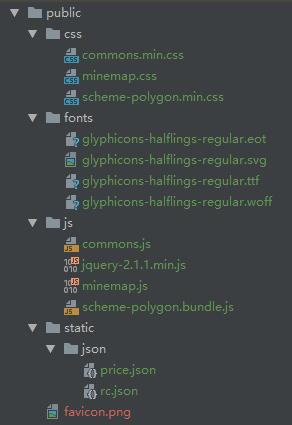 public
css
commons.min.css
minemap.css
scheme-polygon.min.css
fonts
glyphicons-halflings-regular.eot
glyphicons-halflings-regular.svg
glyphicons-halflings-regular.ttf
glyphicons-halflings-regular.woff
js
commons.js
jquery-2.1.1.min.js
minemap.js
scheme-polygon.bundle.js
static
json
price.json
rc.json
favicon.png